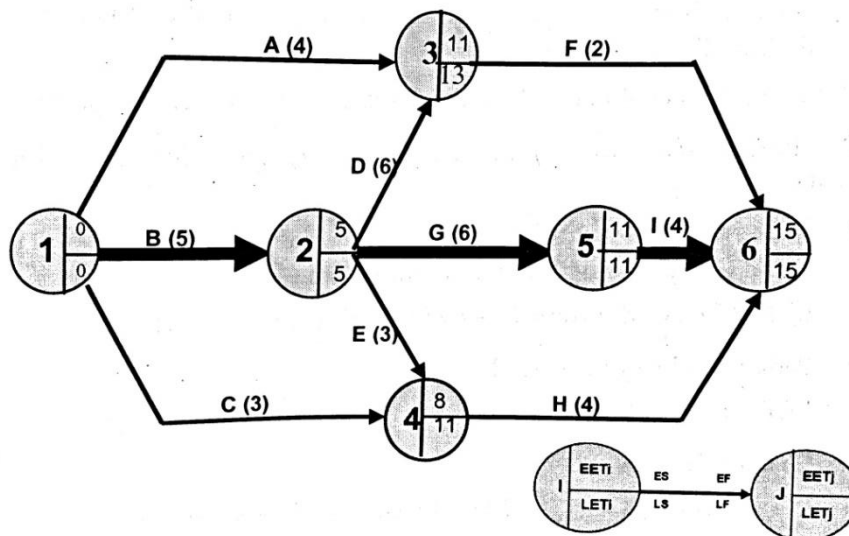 A (4)
3
11
13
F (2)
D (6)
1
0
0
B (5)
2
5
5
G (6)
5
11
11
I (4)
6
15
15
E (3)
C (3)
4
8
11
H (4)
I
EETi
LETi
ES
EF
LS
LF
J
EETj
LETj